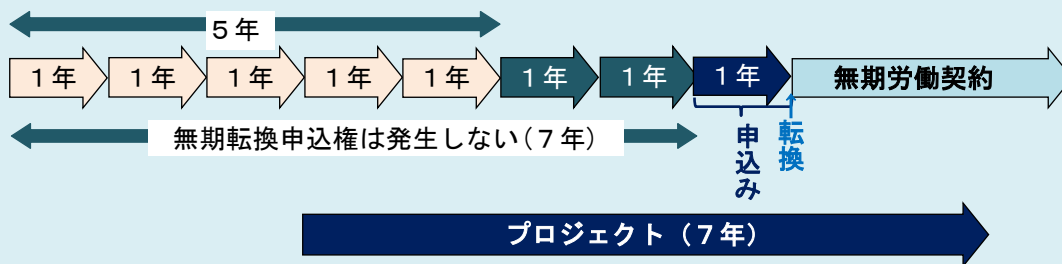 5年
1年 1年 1年 1年 1年 1年 1年 1年 無期労働契約
無期転換申込権は発生しない(7年)
申込み
転換
プロジェクト(7年)